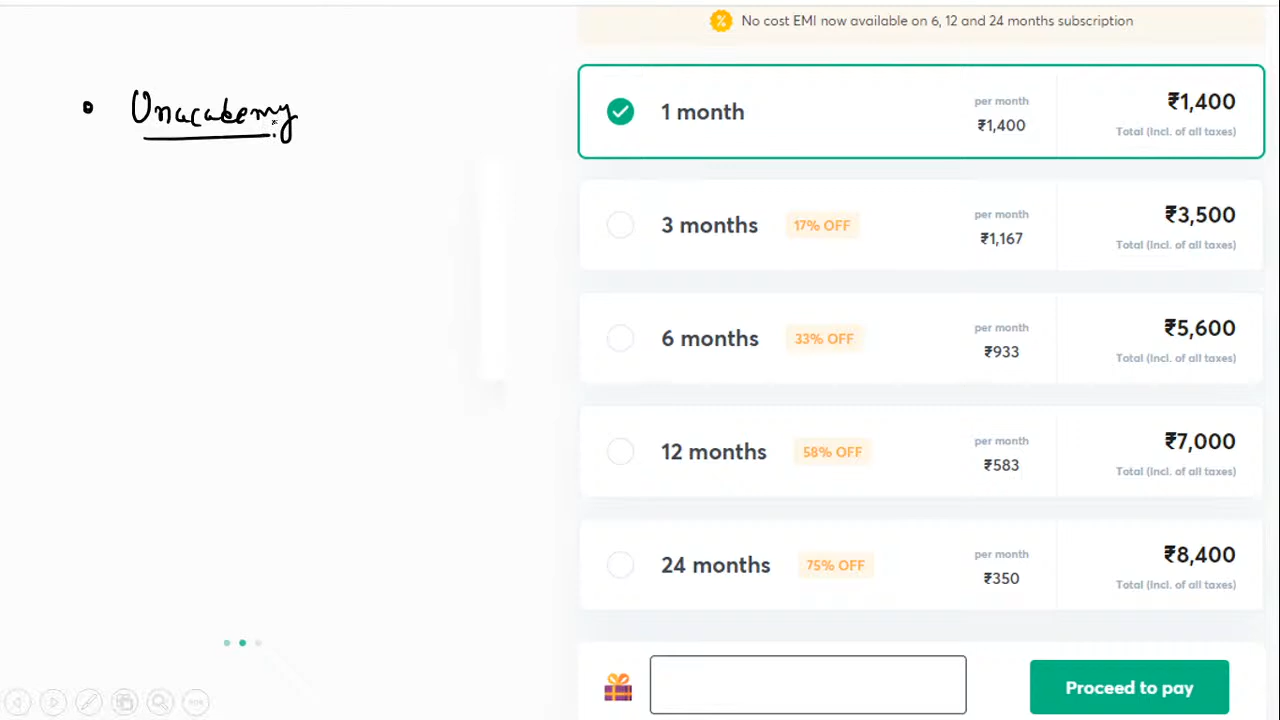 No cost EMI now available on 6, 12 and 24 months subscription
• Unacademy
1 month
per month
₹1,400
₹1,400
Total (Incl. of all taxes)
3 months
17% OFF
per month
₹1,167
₹3,500
Total (Incl. of all taxes)
6 months
33% OFF
per month
₹933
₹5,600
Total (Incl. of all taxes)
12 months
58% OFF
per month
₹583
₹7,000
Total (Incl. of all taxes)
24 months
75% OFF
per month
₹350
₹8,400
Total (Incl. of all taxes)
Proceed to pay